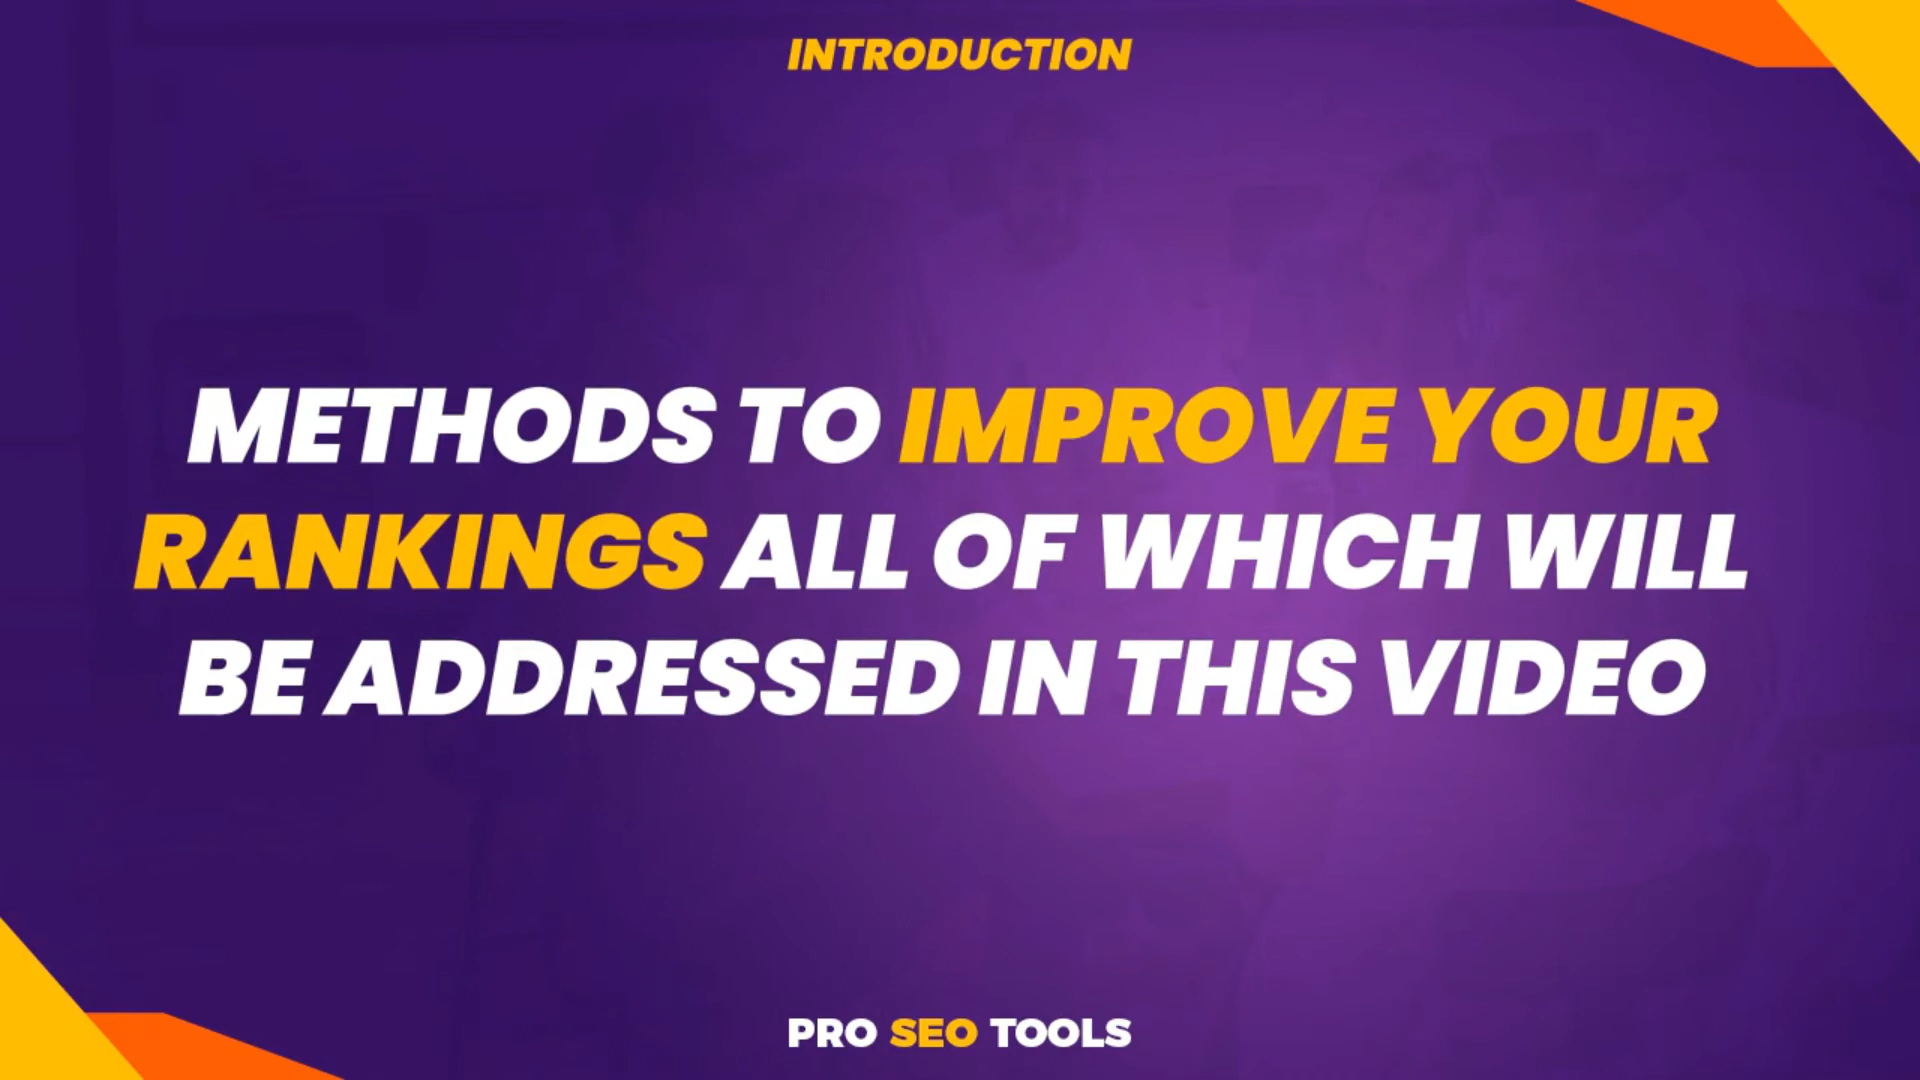 INTRODUCTION
METHODS TO IMPROVE YOUR
RANKINGS ALL OF WHICH WILL
BE ADDRESSED IN THIS VIDEO
PRO SEO TOOLS